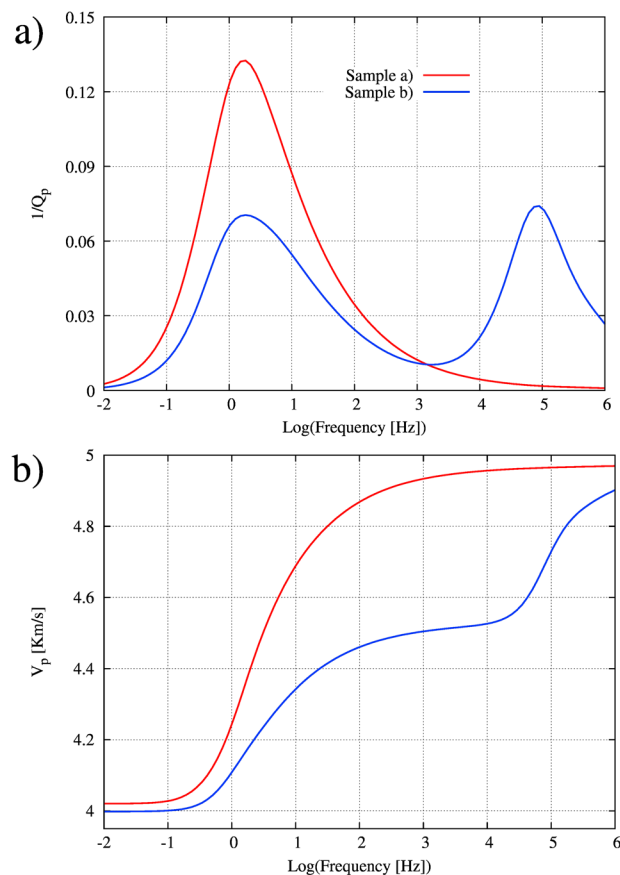 a)
0.15
0.12
0.09
0.06
0.03
0
1/Qp
Sample a)
Sample b)
-2 -1 0 1 2 3 4 5 6
Log(Frequency [Hz])
b)
5
4.8
4.6
4.4
4.2
4
Vp [Km/s]
-2 -1 0 1 2 3 4 5 6
Log(Frequency [Hz])